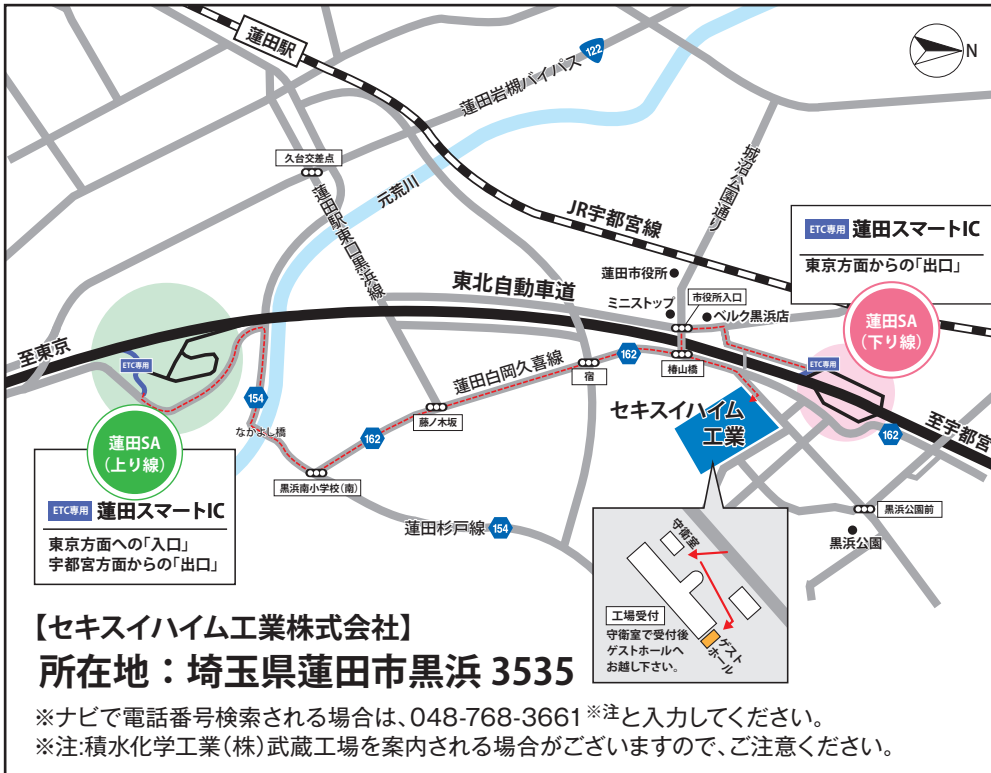 蓮田駅
122
蓮田岩槻バイパス
N
久台交差点
元荒川
城沼公園通り
蓮田駅東口黒浜線
JR宇都宮線
ETC専用 蓮田スマートIC
東京方面からの「出口」
蓮田市役所
東北自動車道
ミニストップ
市役所入口
ベルク黒浜店
蓮田SA
(下り線)
至東京
ETC専用
ETC専用
宿
162
椿山橋
蓮田白岡久喜線
154
セキスイハイム
工業
藤ノ木坂
162
なかよし橋
162
至宇都宮
蓮田SA
(上り線)
黒浜南小学校(南)
ETC専用 蓮田スマートIC
東京方面への「入口」
宇都宮方面からの「出口」
蓮田杉戸線
154
黒浜公園前
黒浜公園
守衛室
工場受付
守衛室で受付後
ゲストホールへ
お越し下さい。
ゲスト
ホール
【セキスイハイム工業株式会社】
所在地：埼玉県蓮田市黒浜 3535
※ナビで電話番号検索される場合は、048-768-3661※注と入力してください。
※注:積水化学工業(株)武蔵工場を案内される場合がございますので、ご注意ください。